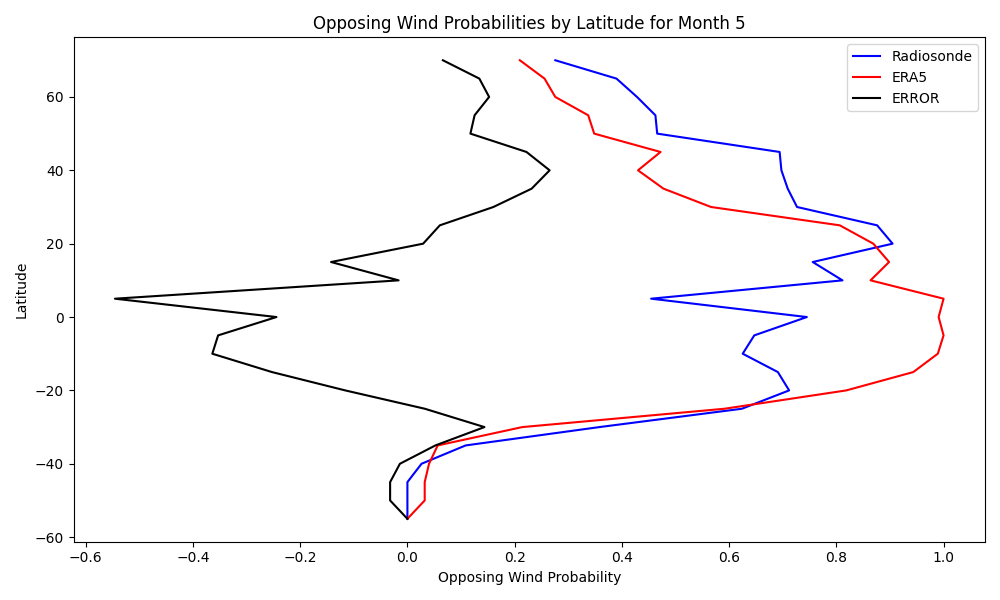 Opposing Wind Probabilities by Latitude for Month 5
Radiosonde
ERA5
ERROR
Latitude
60
40
20
0
−20
−40
−60
−0.6
−0.4
−0.2
0.0
0.2
0.4
0.6
0.8
1.0
Opposing Wind Probability